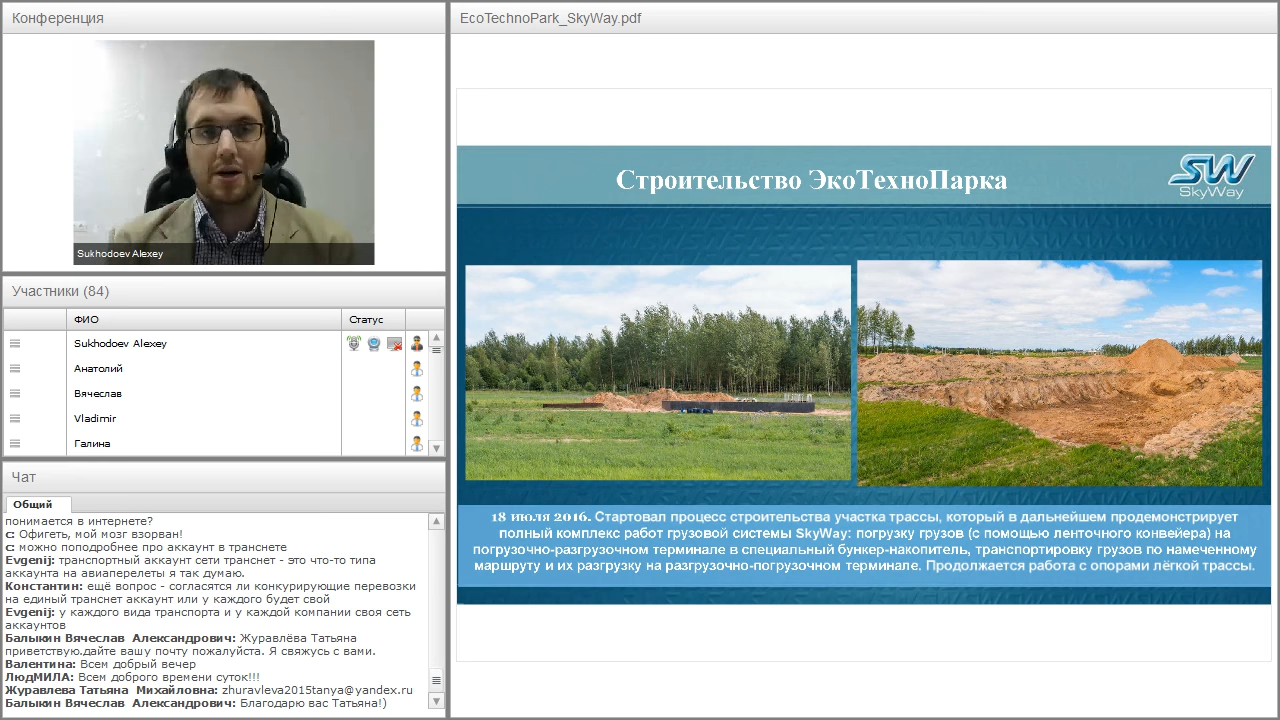 Конференция
Sukhodoev Alexey
Участники (84)
ФИО
Статус
Sukhodoev Alexey
Анатолий
Вячеслав
Vladimir
Галина
Чат
Общий
понимается в интернете?
с: Офигеть, мой мозг взорван!
с: можно поподробнее про аккаунт в транснете
Evgenij: транспортный аккаунт сети транснет - это что-то типа
аккаунта на авиаперелеты я так думаю.
Константин: ещё вопрос - согласятся ли конкурирующие перевозки
на единый транснет аккаунт или у каждого будет свой
Evgenij: у каждого вида транспорта и у каждой компании своя сеть
аккаунтов
Балыкин Вячеслав Александрович: Журавлёва Татьяна
приветствую.дайте вашу почту пожалуйста. Я свяжусь с вами.
Валентина: Всем добрый вечер
ЛюдМИЛА: Всем доброго времени суток!!!
Журавлева Татьяна Михайловна: zhuravleva2015tanya@yandex.ru
Балыкин Вячеслав Александрович: Благодарю вас Татьяна!)
EcoTechnoPark_SkyWay.pdf
Строительство ЭкоТехноПарка
SW
SkyWay
18 июля 2016. Стартовал процесс строительства участка трассы, который в дальнейшем продемонстрирует
полный комплекс работ грузовой системы SkyWay: погрузку грузов (с помощью ленточного конвейера) на
погрузочно-разгрузочном терминале в специальный бункер-накопитель, транспортировку грузов по намеченному
маршруту и их разгрузку на разгрузочно-погрузочном терминале. Продолжается работа с опорами лёгкой трассы.